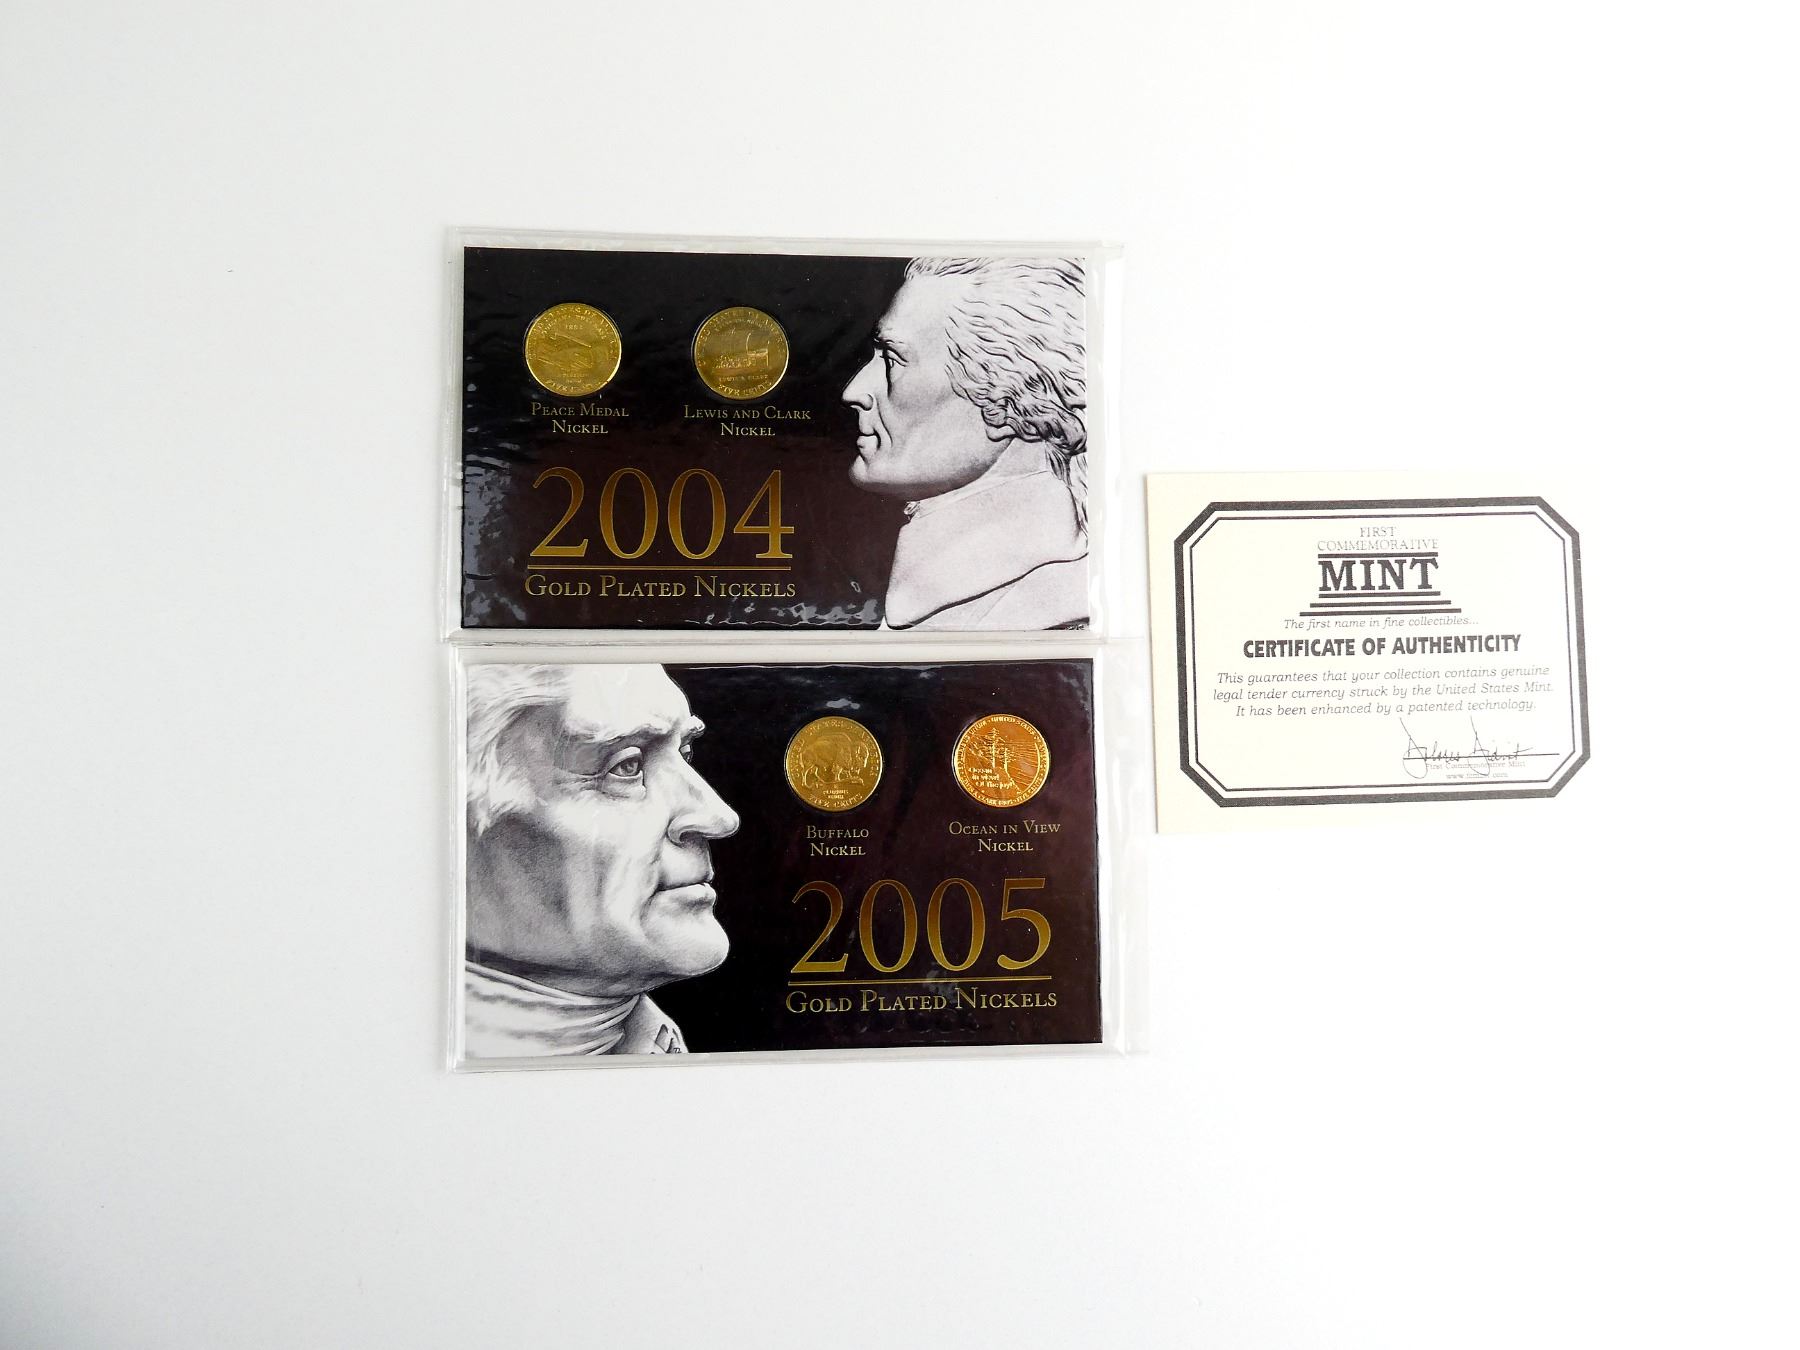 PEACE MEDAL
NICKEL
LEWIS AND CLARK
NICKEL
2004
GOLD PLATED NICKELS
BUFFALO
NICKEL
OCEAN IN VIEW
NICKEL
2005
GOLD PLATED NICKELS
FIVE CENTS
FIRST
COMMEMORATIVE
MINT
The first name in fine collectibles...
CERTIFICATE OF AUTHENTICITY
This guarantees that your collection contains genuine
legal tender currency struck by the United States Mint.
It has been enhanced by a patented technology.
First Commemorative Mint